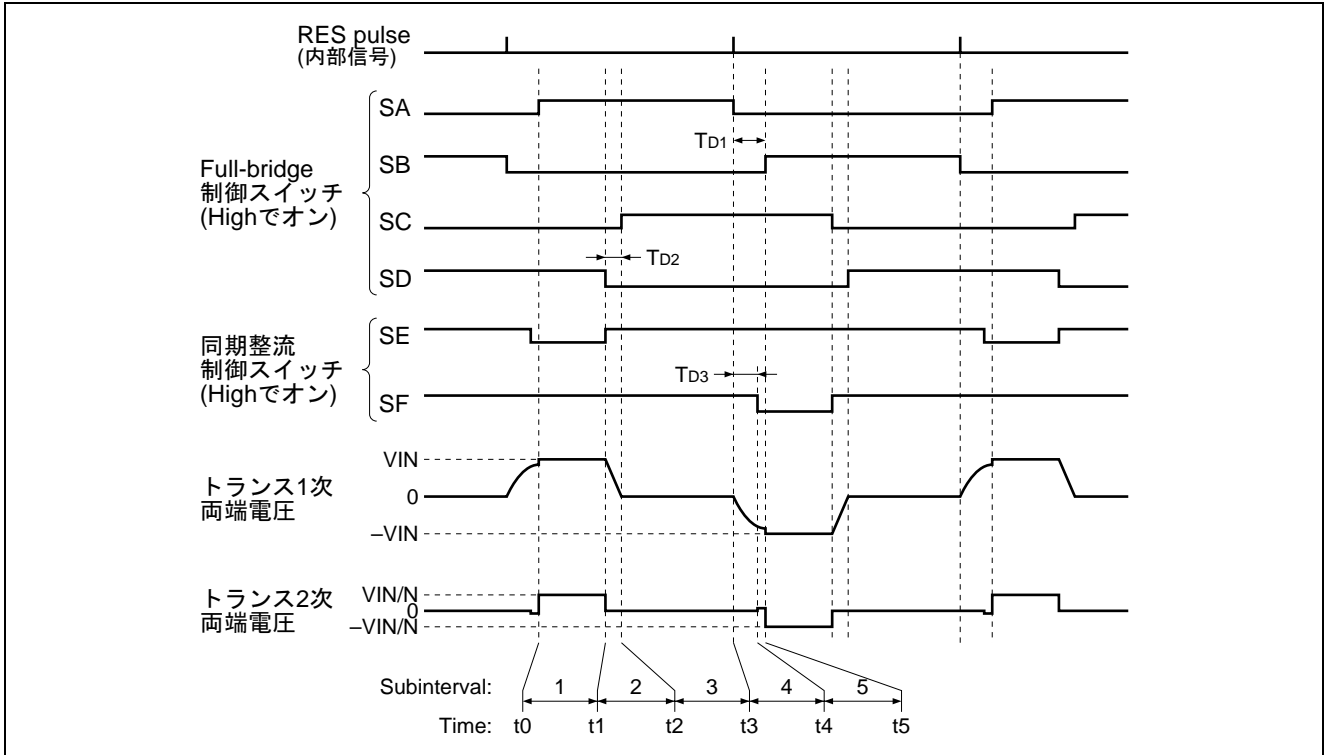 RES pulse
(内部信号)
SA
TD1
SB
Full-bridge
制御スイッチ
(Highでオン)
SC
TD2
SD
SE
同期整流
制御スイッチ
(Highでオン)
TD3
SF
VIN
トランス1次
両端電圧
0
–VIN
VIN/N
トランス2次
両端電圧
0
–VIN/N
Subinterval: 1 2 3 4 5
Time: t0 t1 t2 t3 t4 t5